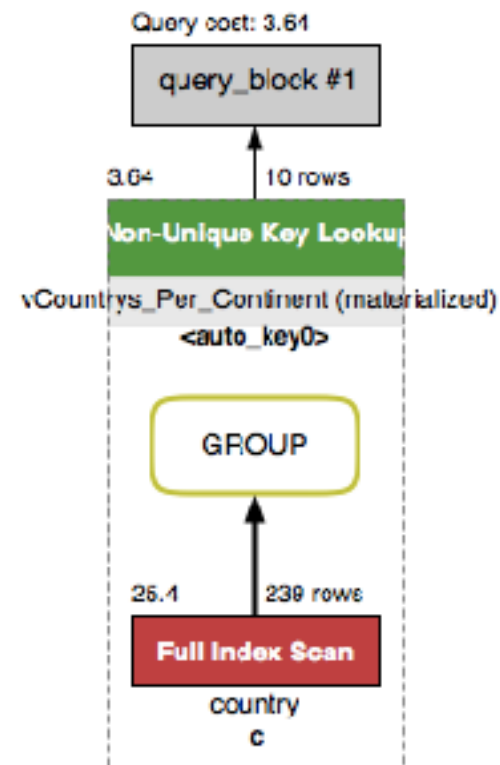 Query cost: 3.64
query_block #1
3.64 10 rows
Non-Unique Key Lookup
vCountrys_Per_Continent (materialized)
<auto_key0>
GROUP
25.4 239 rows
Full Index Scan
country
c